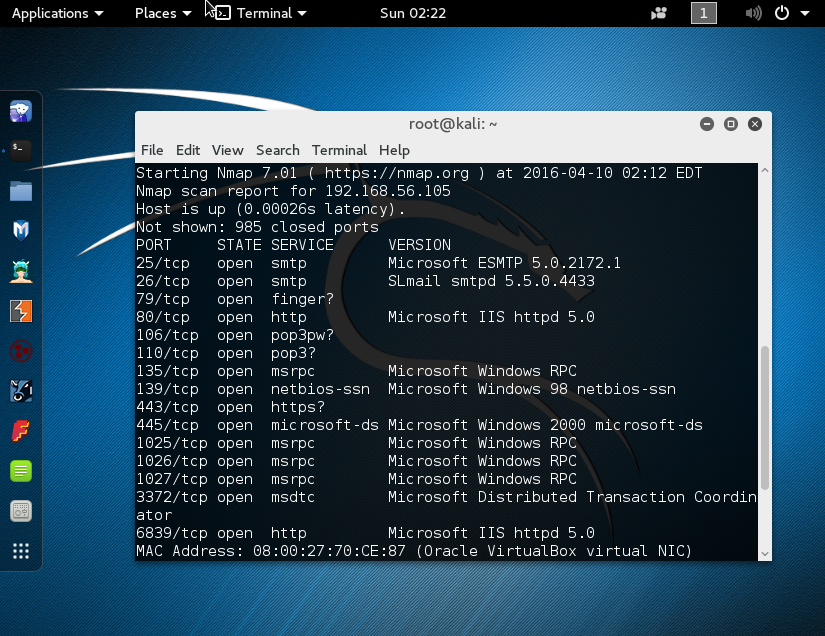 Applications Places Terminal Sun 02:22 1
root@kali: ~
File Edit View Search Terminal Help
Starting Nmap 7.01 ( https://nmap.org ) at 2016-04-10 02:12 EDT
Nmap scan report for 192.168.56.105
Host is up (0.00026s latency).
Not shown: 985 closed ports
PORT     STATE SERVICE      VERSION
25/tcp   open  smtp         Microsoft ESMTP 5.0.2172.1
26/tcp   open  smtp         SLmail smtpd 5.5.0.4433
79/tcp   open  finger?
80/tcp   open  http         Microsoft IIS httpd 5.0
106/tcp  open  pop3pw?
110/tcp  open  pop3?
135/tcp  open  msrpc        Microsoft Windows RPC
139/tcp  open  netbios-ssn  Microsoft Windows 98 netbios-ssn
443/tcp  open  https?
445/tcp  open  microsoft-ds Microsoft Windows 2000 microsoft-ds
1025/tcp open  msrpc        Microsoft Windows RPC
1026/tcp open  msrpc        Microsoft Windows RPC
1027/tcp open  msrpc        Microsoft Windows RPC
3372/tcp open  msdtc        Microsoft Distributed Transaction Coordin
ator
6839/tcp open  http         Microsoft IIS httpd 5.0
MAC Address: 08:00:27:70:CE:87 (Oracle VirtualBox virtual NIC)